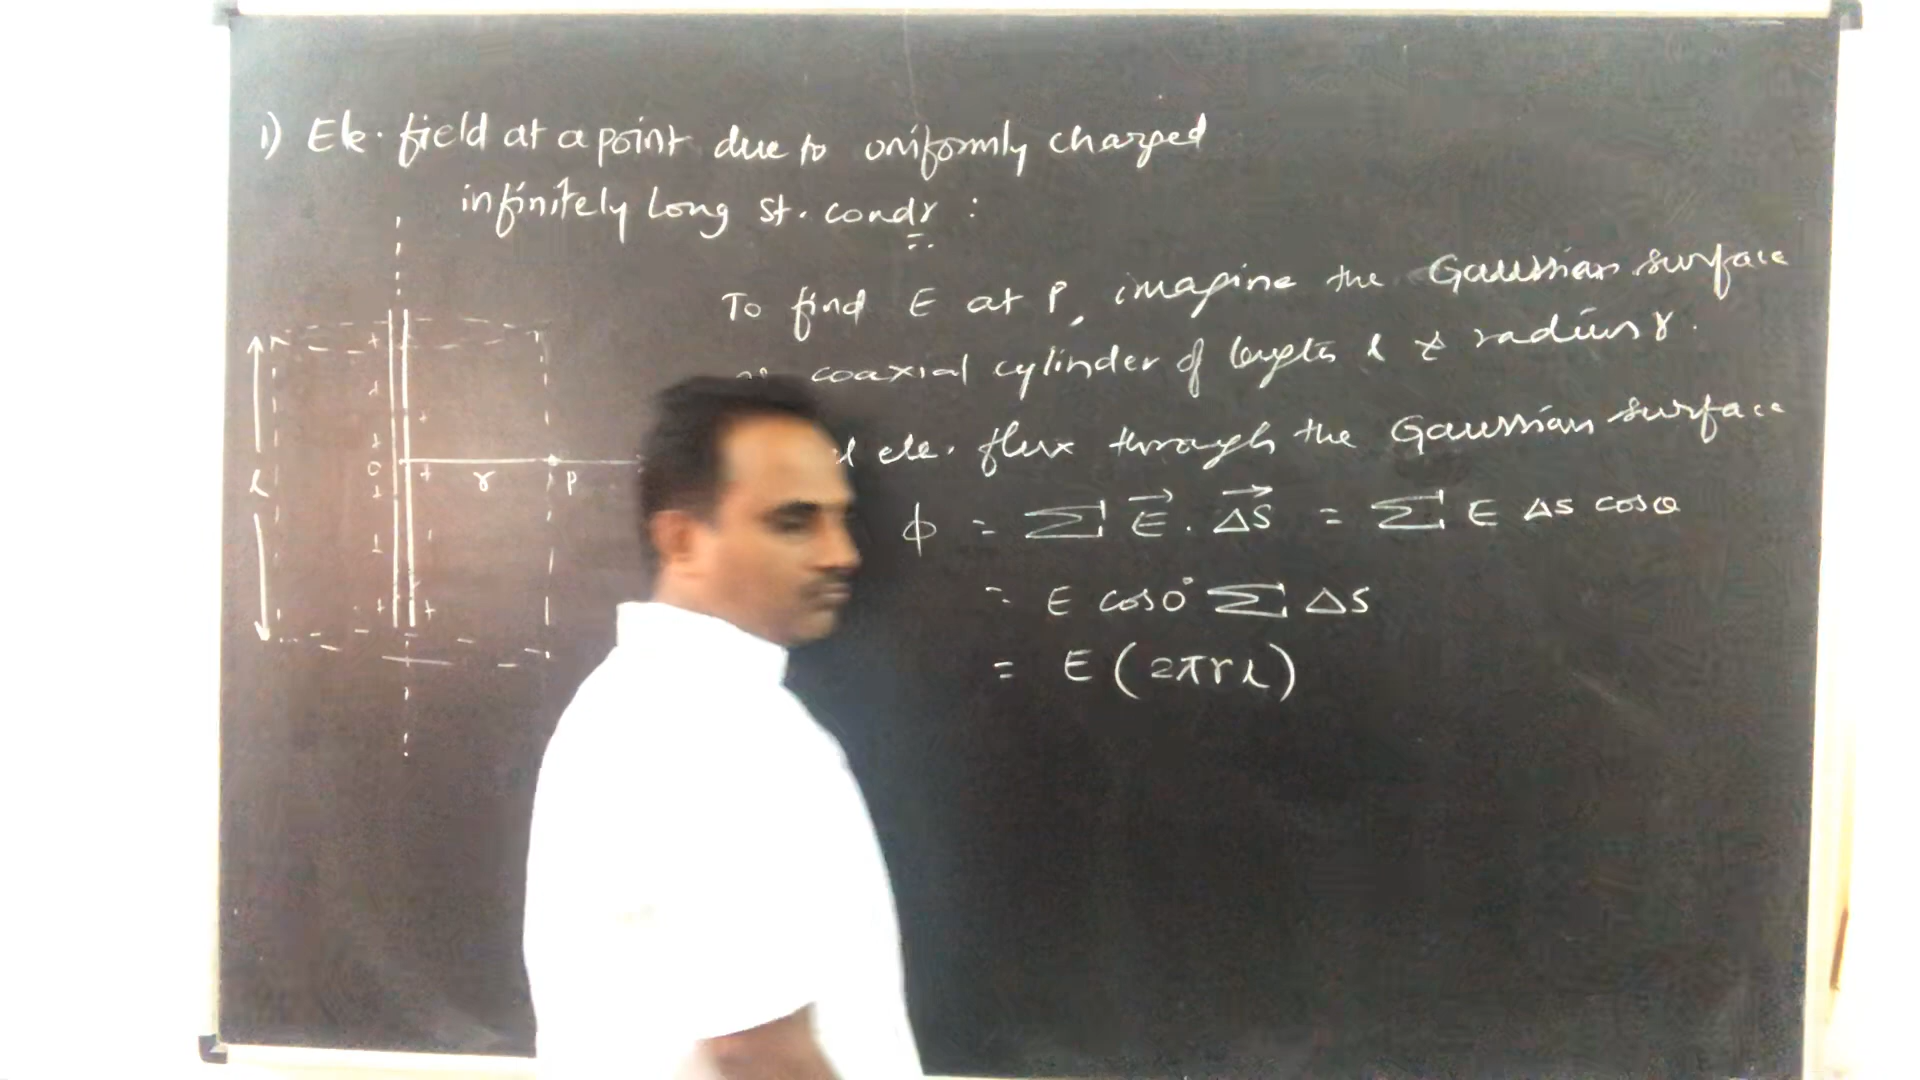 1) Ele. field at a point due to uniformly charged
infinitely long st. condr :
To find E at P, imagine the Gaussian surface
coaxial cylinder of length l & radius r.
ele. flux through the Gaussian surface
ϕ = Σ E⃗ . ΔS⃗ = Σ E ΔS cosθ
= E cos0° Σ ΔS
= E (2πrl)
l
+
+
+
+
O
+
r
P
+
+
+
+